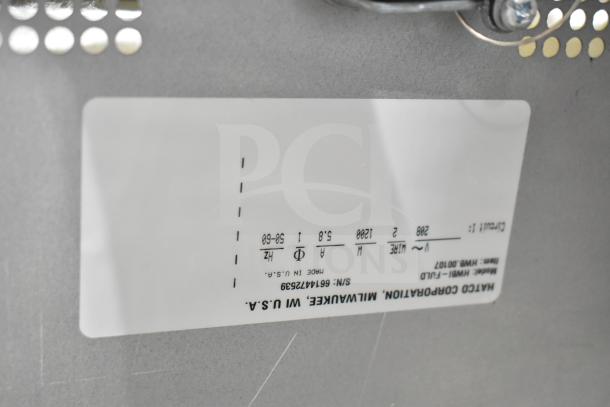 HATCO CORPORATION, MILWAUKEE, WI U.S.A.
Model: HWBI-FULD
Item: HWB.00107
S/N: 6614472539
MADE IN U.S.A.
V~ WIRE W A Φ Hz
Circuit 1: 208 2 1200 5.8 1 50-60
PCI